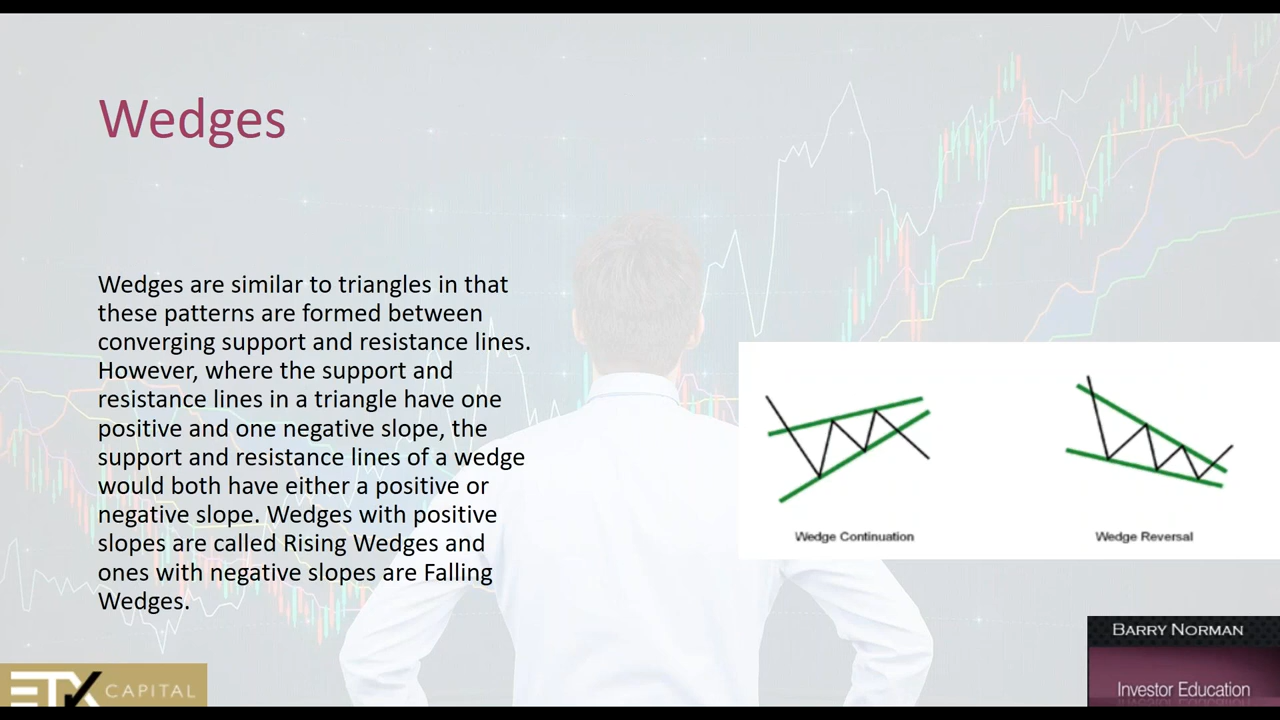 Wedges
Wedges are similar to triangles in that
these patterns are formed between
converging support and resistance lines.
However, where the support and
resistance lines in a triangle have one
positive and one negative slope, the
support and resistance lines of a wedge
would both have either a positive or
negative slope. Wedges with positive
slopes are called Rising Wedges and
ones with negative slopes are Falling
Wedges.
Wedge Continuation
Wedge Reversal
ETX CAPITAL
BARRY NORMAN
Investor Education